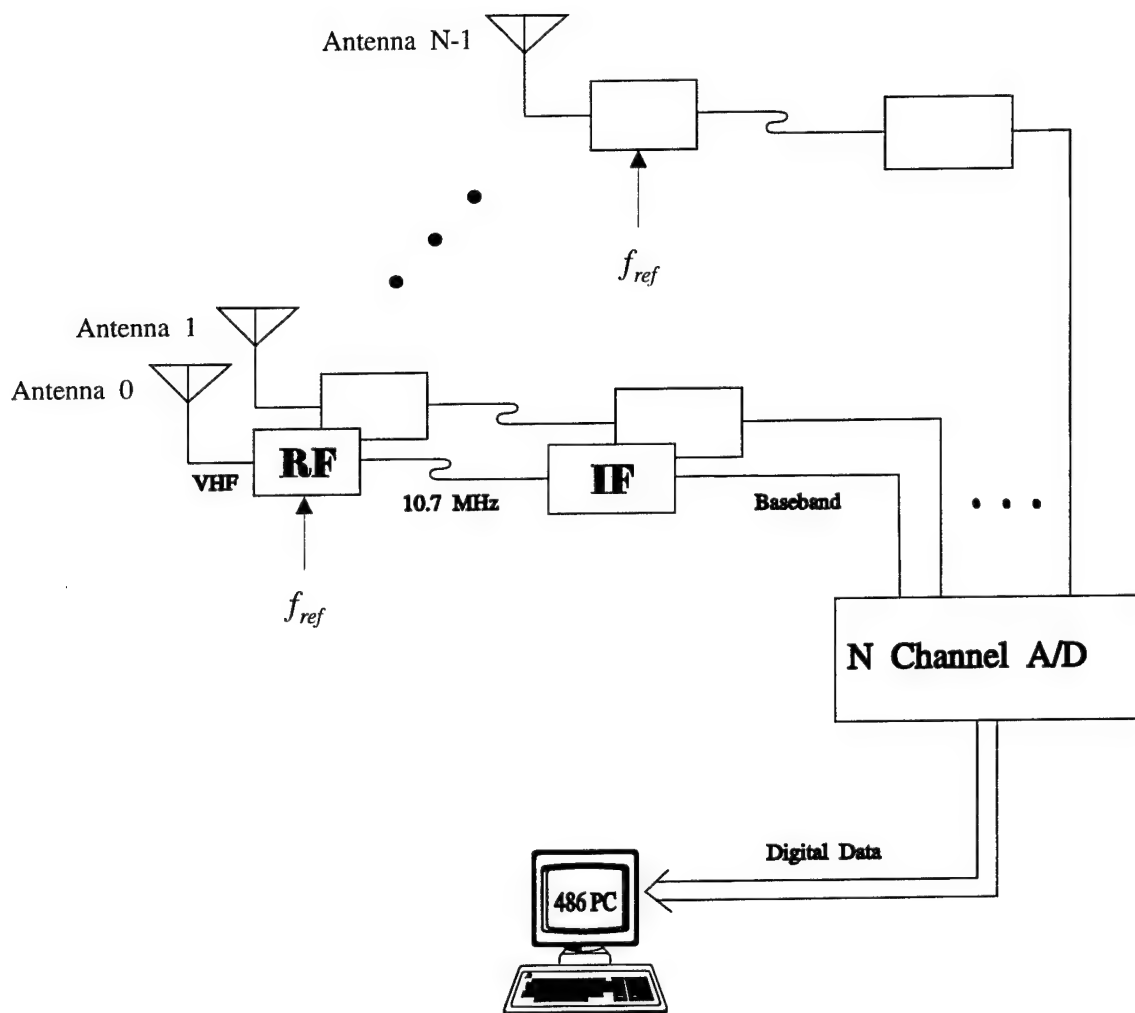 Antenna N-1
f_ref
Antenna 1
Antenna 0
VHF
RF
10.7 MHz
IF
Baseband
f_ref
N Channel A/D
Digital Data
486 PC